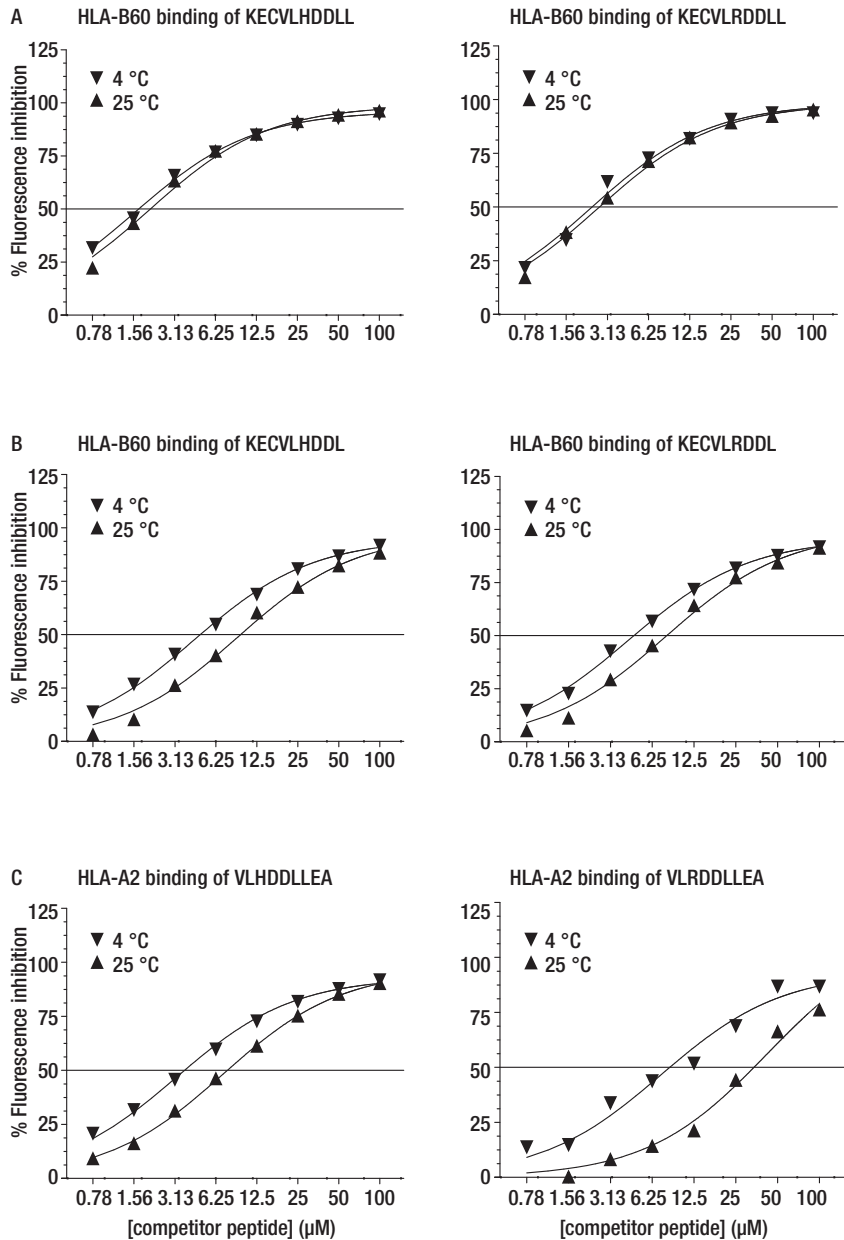 A HLA-B60 binding of KECVLHDDLL
HLA-B60 binding of KECVLRDDLL
% Fluorescence inhibition
125
100
75
50
25
0
4 °C
25 °C
0.78 1.56 3.13 6.25 12.5 25 50 100
125
100
75
50
25
0
4 °C
25 °C
0.78 1.56 3.13 6.25 12.5 25 50 100
B HLA-B60 binding of KECVLHDDL
HLA-B60 binding of KECVLRDDL
% Fluorescence inhibition
125
100
75
50
25
0
4 °C
25 °C
0.78 1.56 3.13 6.25 12.5 25 50 100
125
100
75
50
25
0
4 °C
25 °C
0.78 1.56 3.13 6.25 12.5 25 50 100
C HLA-A2 binding of VLHDDLLEA
HLA-A2 binding of VLRDDLLEA
% Fluorescence inhibition
125
100
75
50
25
0
4 °C
25 °C
0.78 1.56 3.13 6.25 12.5 25 50 100
[competitor peptide] (µM)
125
100
75
50
25
0
4 °C
25 °C
0.78 1.56 3.13 6.25 12.5 25 50 100
[competitor peptide] (µM)